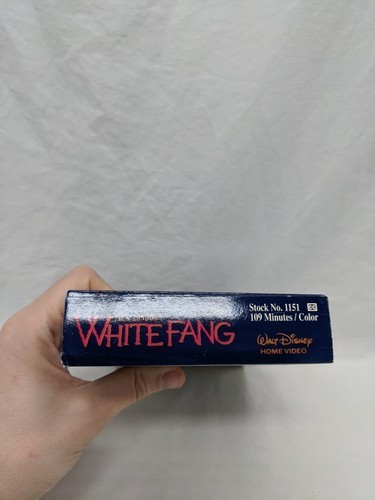 WHITE FANG
Stock No. 1151
109 Minutes / Color
Walt Disney
HOME VIDEO